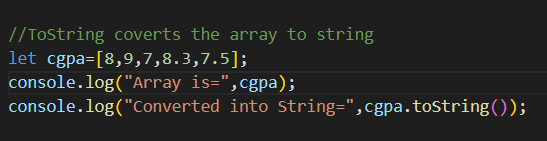 //ToString coverts the array to string
let cgpa=[8,9,7,8.3,7.5];
console.log("Array is=",cgpa);
console.log("Converted into String=",cgpa.toString());